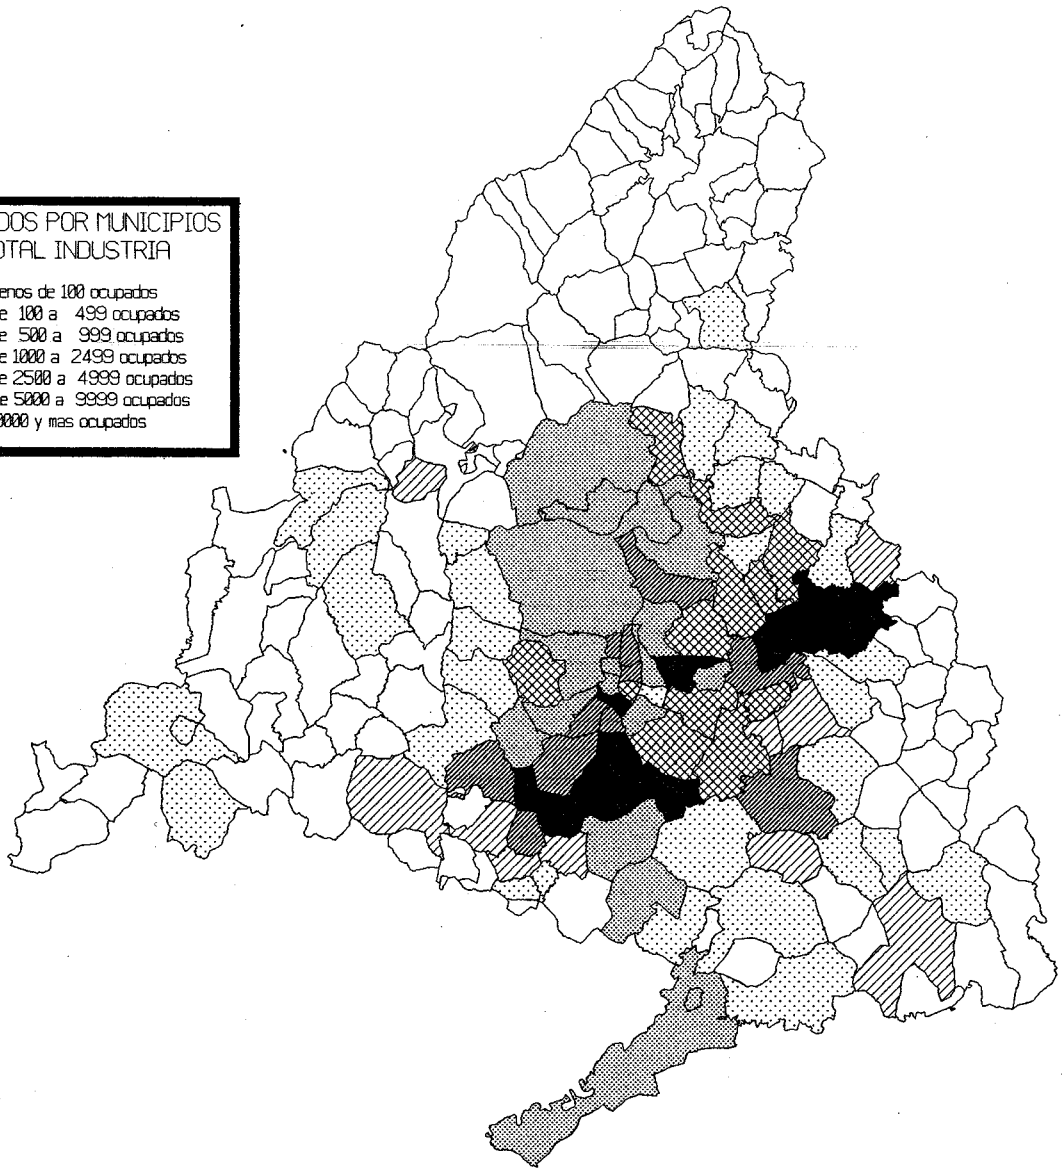 DOS POR MUNICIPIOS
OTAL INDUSTRIA
enos de 100 ocupados
e 100 a 499 ocupados
e 500 a 999 ocupados
e 1000 a 2499 ocupados
e 2500 a 4999 ocupados
e 5000 a 9999 ocupados
0000 y mas ocupados